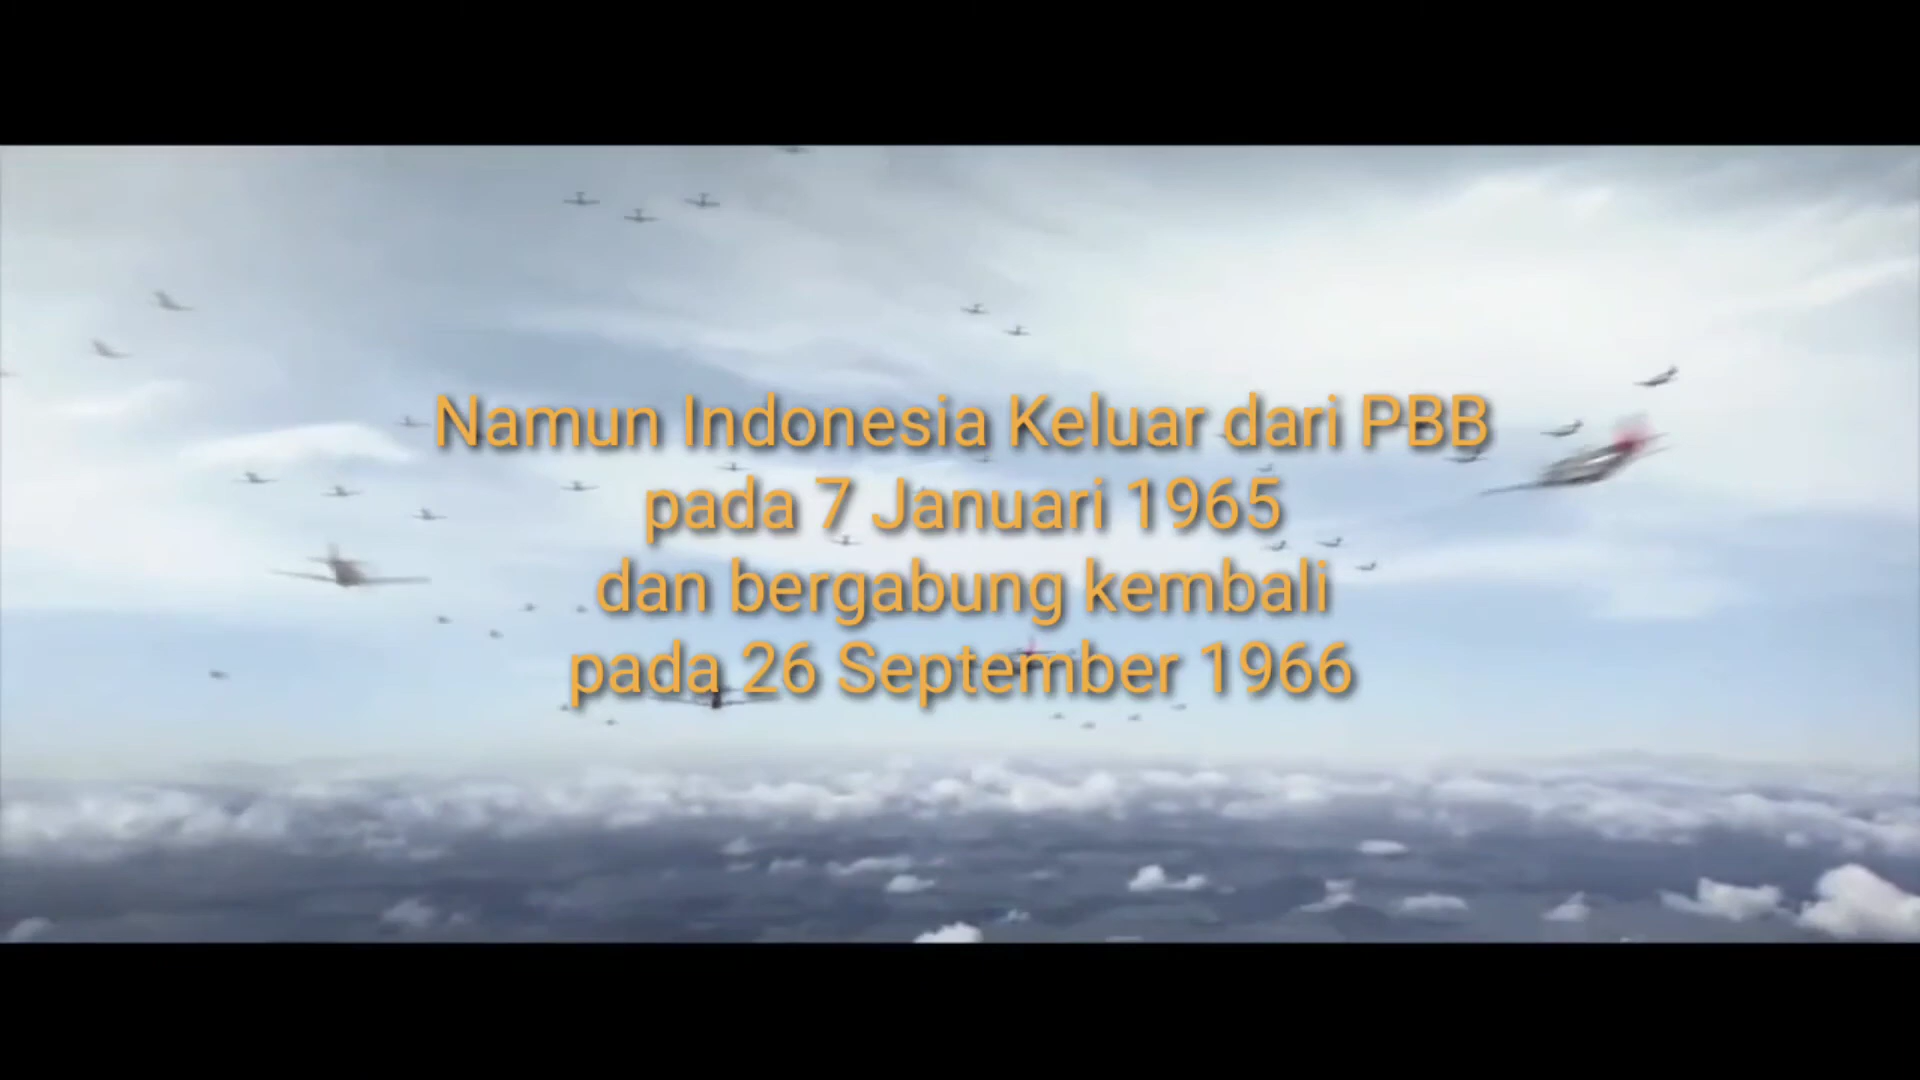 Namun Indonesia Keluar dari PBB
pada 7 Januari 1965
dan bergabung kembali
pada 26 September 1966